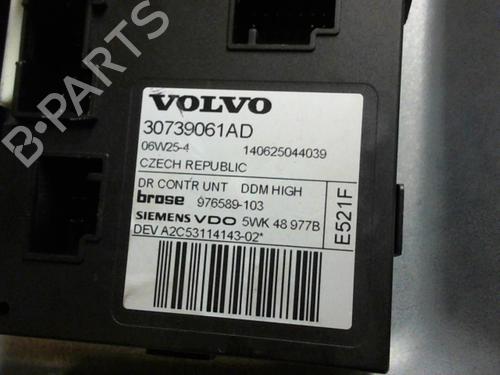 B-PARTS
VOLVO
30739061AD
06W25-4 140625044039
CZECH REPUBLIC
DR CONTR UNT DDM HIGH
brose 976589-103
SIEMENS VDO 5WK 48 977B
DEV A2C53114143-02*
E521F